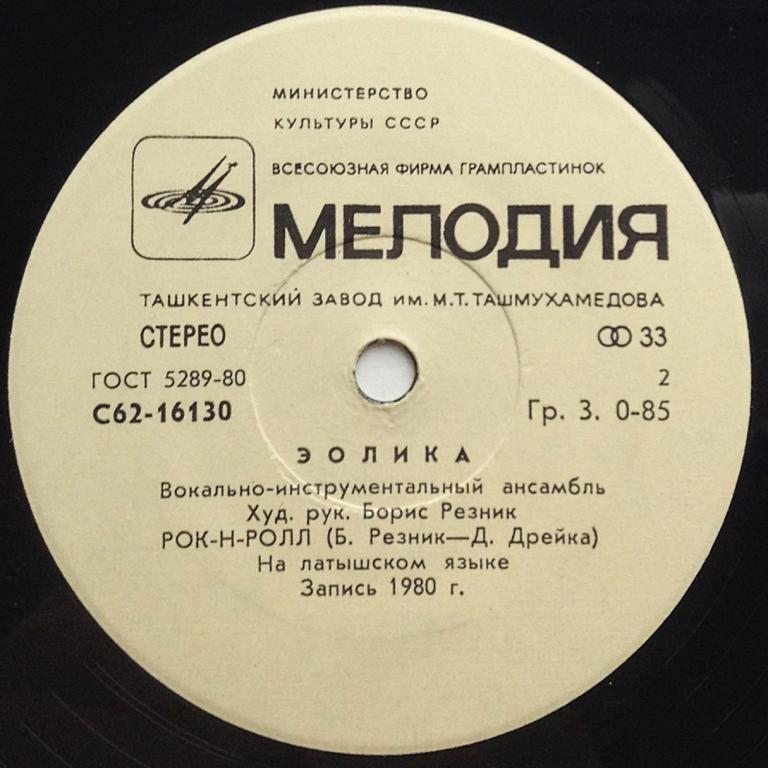 МИНИСТЕРСТВО
КУЛЬТУРЫ СССР
ВСЕСОЮЗНАЯ ФИРМА ГРАМПЛАСТИНОК
МЕЛОДИЯ
ТАШКЕНТСКИЙ ЗАВОД им. М.Т. ТАШМУХАМЕДОВА
СТЕРЕО 33
ГОСТ 5289-80 2
С62-16130 Гр. 3. 0-85
ЭОЛИКА
Вокально-инструментальный ансамбль
Худ. рук. Борис Резник
РОК-Н-РОЛЛ (Б. Резник—Д. Дрейка)
На латышском языке
Запись 1980 г.